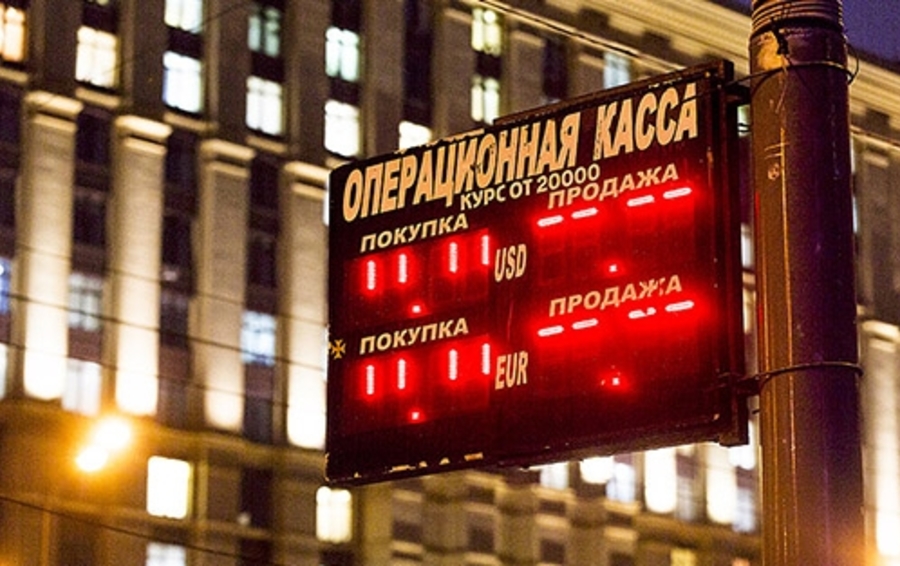 ОПЕРАЦИОННАЯ КАССА
КУРС ОТ 20000
ПОКУПКА ПРОДАЖА
USD
ПОКУПКА ПРОДАЖА
EUR